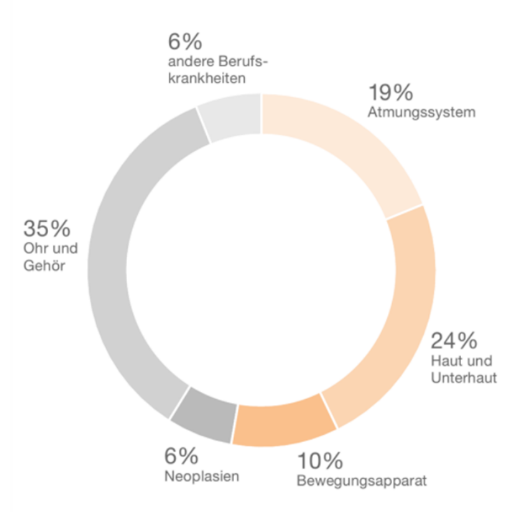 6%
andere Berufs-
krankheiten
19%
Atmungssystem
35%
Ohr und
Gehör
24%
Haut und
Unterhaut
6%
Neoplasien
10%
Bewegungsapparat